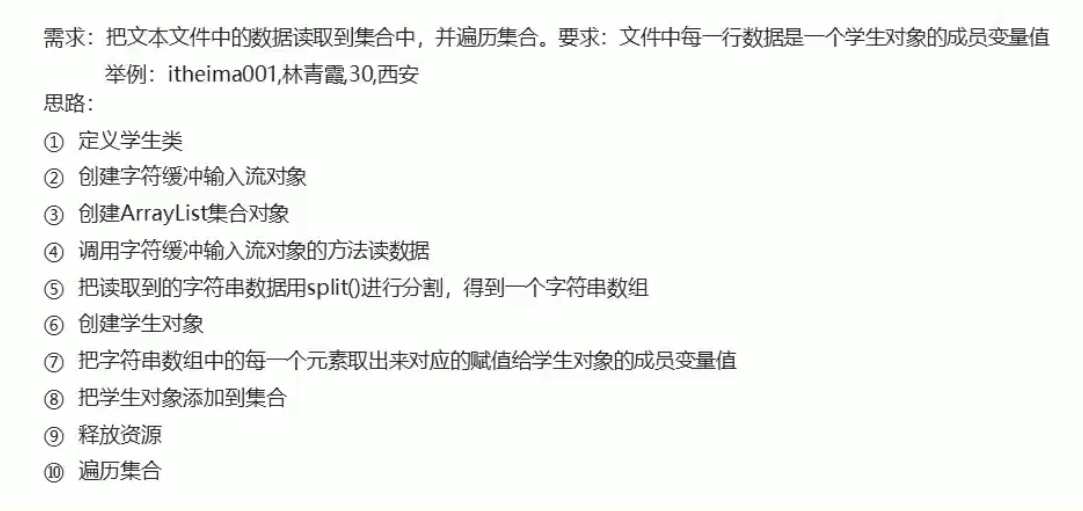 需求：把文本文件中的数据读取到集合中，并遍历集合。要求：文件中每一行数据是一个学生对象的成员变量值
举例：itheima001,林青霞,30,西安
思路：
① 定义学生类
② 创建字符缓冲输入流对象
③ 创建ArrayList集合对象
④ 调用字符缓冲输入流对象的方法读数据
⑤ 把读取到的字符串数据用split()进行分割，得到一个字符串数组
⑥ 创建学生对象
⑦ 把字符串数组中的每一个元素取出来对应的赋值给学生对象的成员变量值
⑧ 把学生对象添加到集合
⑨ 释放资源
⑩ 遍历集合